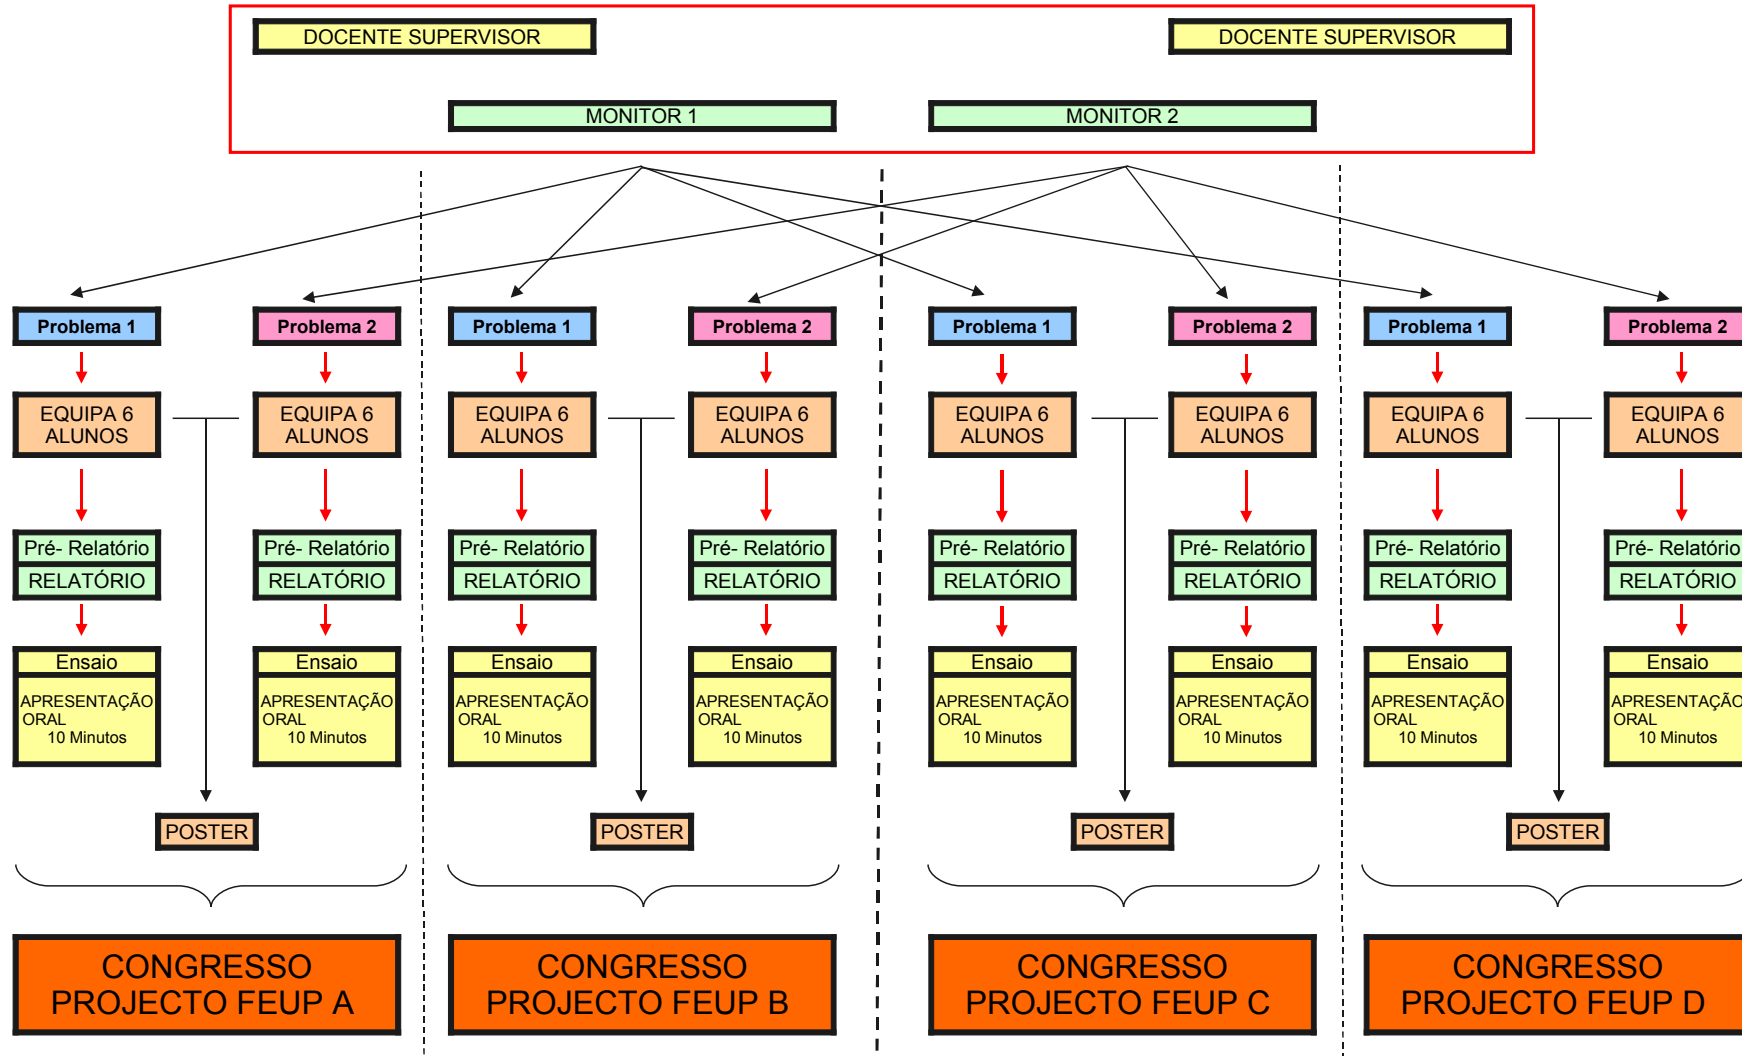 DOCENTE SUPERVISOR
DOCENTE SUPERVISOR
MONITOR 1
MONITOR 2
Problema 1
Problema 2
Problema 1
Problema 2
Problema 1
Problema 2
Problema 1
Problema 2
EQUIPA 6
ALUNOS
EQUIPA 6
ALUNOS
EQUIPA 6
ALUNOS
EQUIPA 6
ALUNOS
EQUIPA 6
ALUNOS
EQUIPA 6
ALUNOS
EQUIPA 6
ALUNOS
EQUIPA 6
ALUNOS
Pré- Relatório
RELATÓRIO
Pré- Relatório
RELATÓRIO
Pré- Relatório
RELATÓRIO
Pré- Relatório
RELATÓRIO
Pré- Relatório
RELATÓRIO
Pré- Relatório
RELATÓRIO
Pré- Relatório
RELATÓRIO
Pré- Relatório
RELATÓRIO
Ensaio
APRESENTAÇÃO
ORAL
10 Minutos
Ensaio
APRESENTAÇÃO
ORAL
10 Minutos
Ensaio
APRESENTAÇÃO
ORAL
10 Minutos
Ensaio
APRESENTAÇÃO
ORAL
10 Minutos
Ensaio
APRESENTAÇÃO
ORAL
10 Minutos
Ensaio
APRESENTAÇÃO
ORAL
10 Minutos
Ensaio
APRESENTAÇÃO
ORAL
10 Minutos
Ensaio
APRESENTAÇÃO
ORAL
10 Minutos
POSTER
POSTER
POSTER
POSTER
CONGRESSO
PROJECTO FEUP A
CONGRESSO
PROJECTO FEUP B
CONGRESSO
PROJECTO FEUP C
CONGRESSO
PROJECTO FEUP D